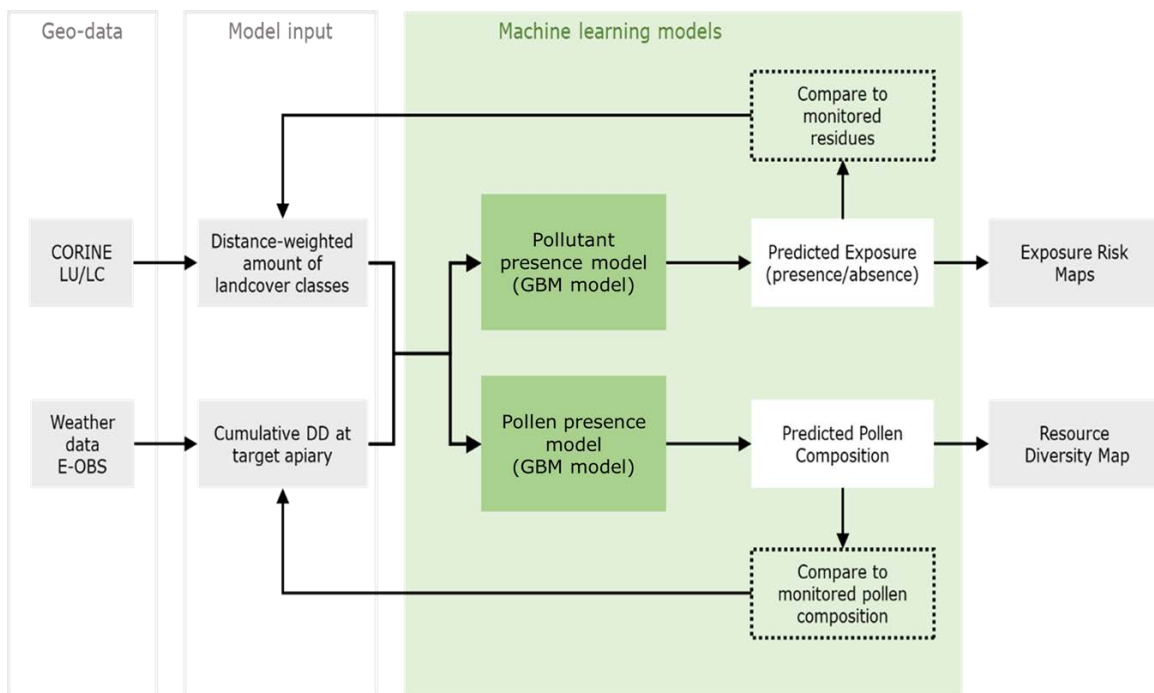 Geo-data
Model input
Machine learning models
Compare to
monitored
residues
CORINE
LU/LC
Distance-weighted
amount of
landcover classes
Pollutant
presence model
(GBM model)
Predicted Exposure
(presence/absence)
Exposure Risk
Maps
Weather
data
E-OBS
Cumulative DD at
target apiary
Pollen presence
model
(GBM model)
Predicted Pollen
Composition
Resource
Diversity Map
Compare to
monitored pollen
composition